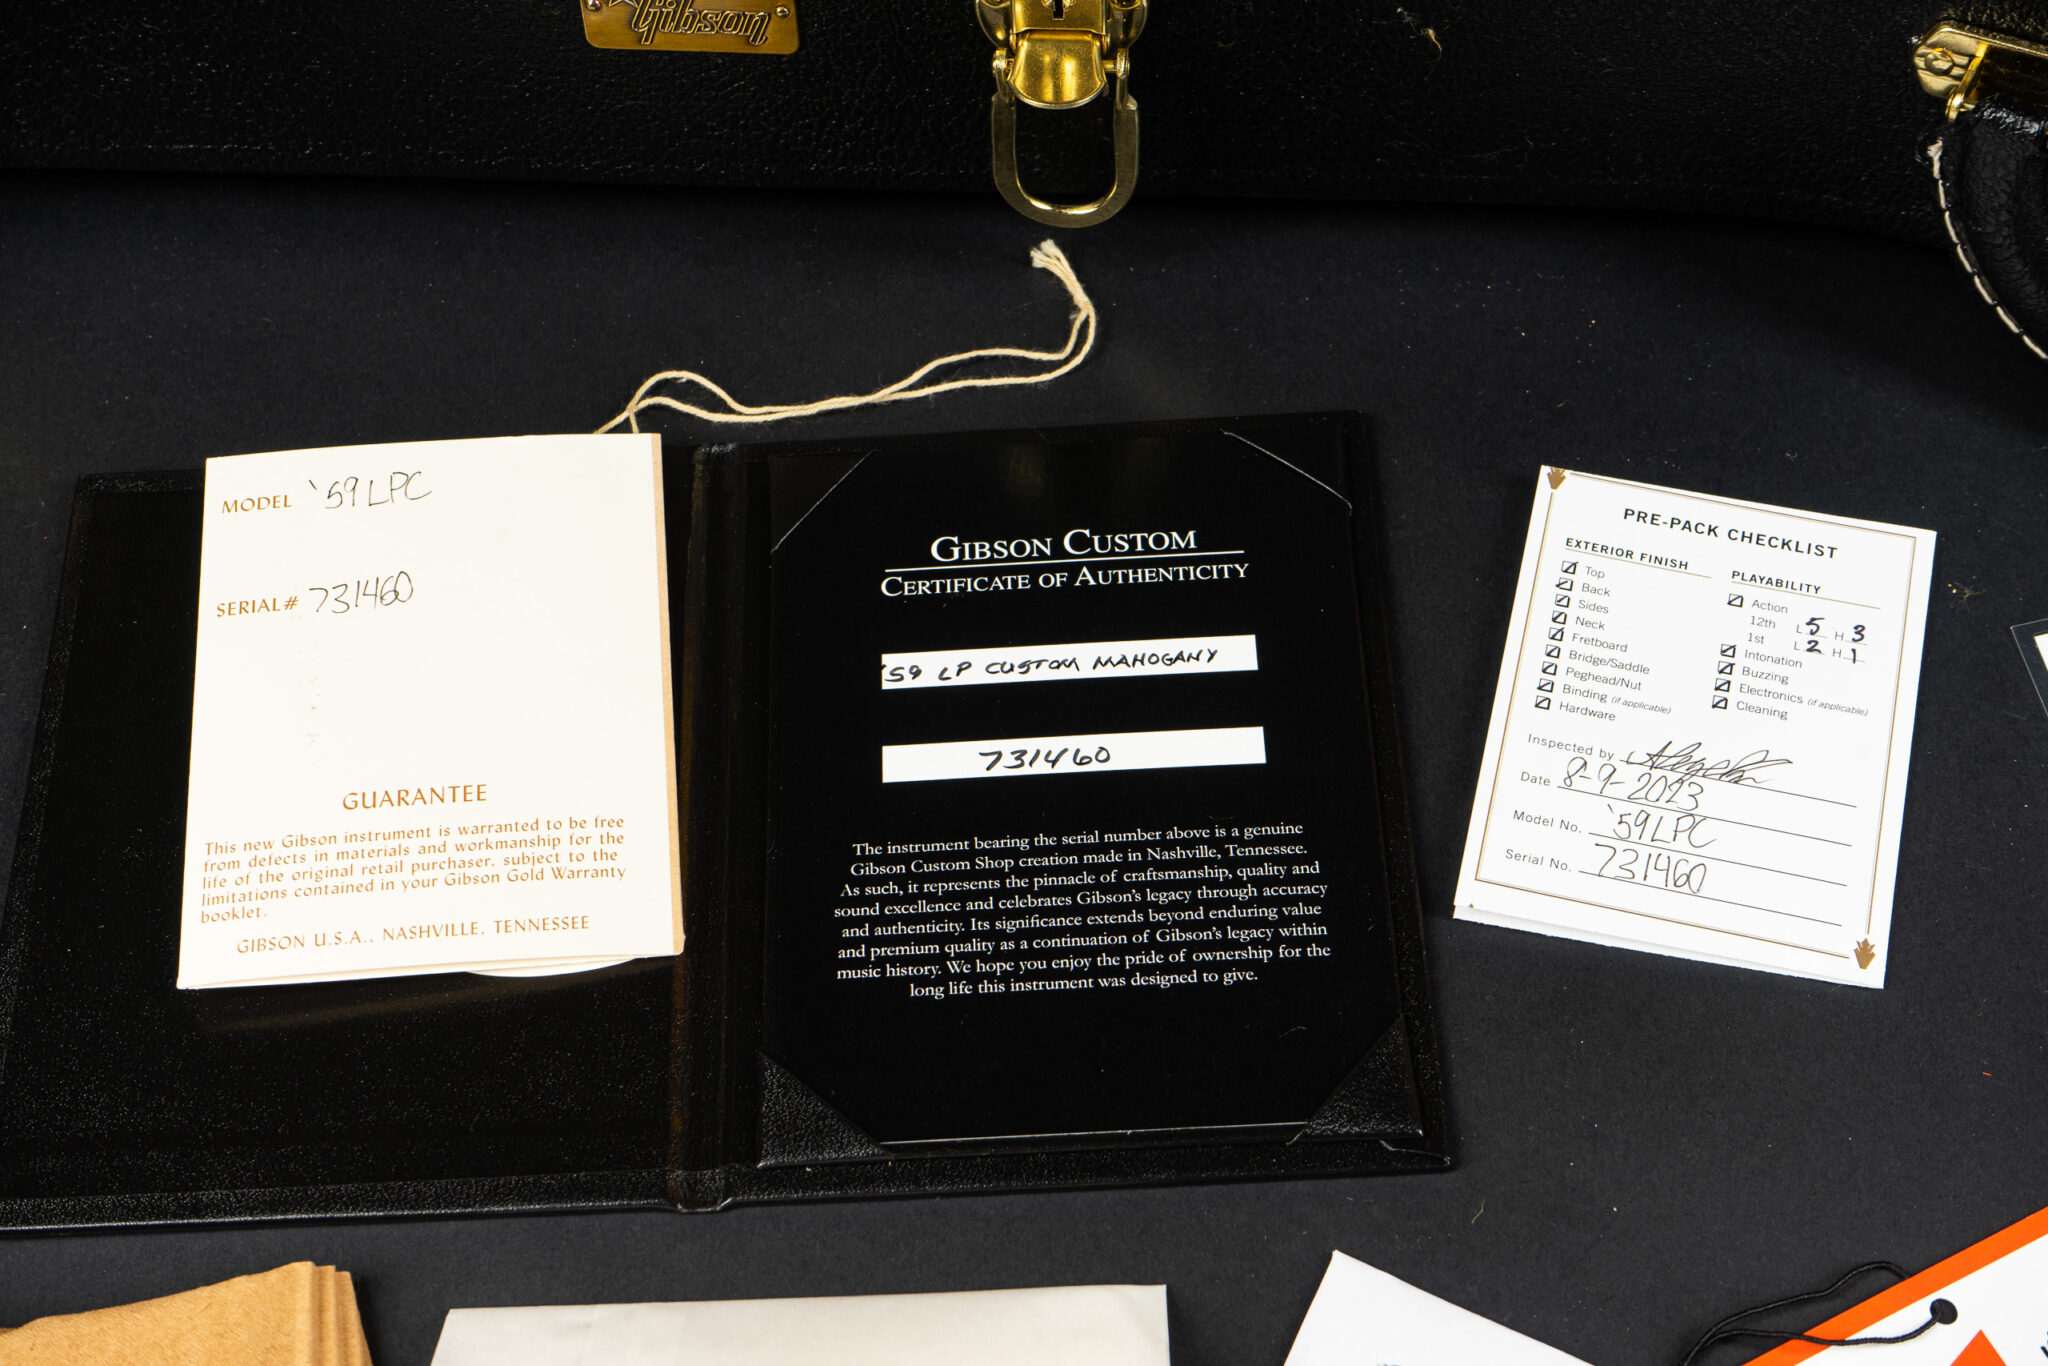 Gibson
MODEL '59 LPC
SERIAL# 731460
GUARANTEE
This new Gibson instrument is warranted to be free
from defects in materials and workmanship for the
life of the original retail purchaser, subject to the
limitations contained in your Gibson Gold Warranty
booklet.
GIBSON U.S.A., NASHVILLE, TENNESSEE
GIBSON CUSTOM
CERTIFICATE OF AUTHENTICITY
'59 LP CUSTOM MAHOGANY
731460
The instrument bearing the serial number above is a genuine
Gibson Custom Shop creation made in Nashville, Tennessee.
As such, it represents the pinnacle of craftsmanship, quality and
sound excellence and celebrates Gibson's legacy through accuracy
and authenticity. Its significance extends beyond enduring value
and premium quality as a continuation of Gibson's legacy within
music history. We hope you enjoy the pride of ownership for the
long life this instrument was designed to give.
PRE-PACK CHECKLIST
EXTERIOR FINISH
Top
Back
Sides
Neck
Fretboard
Bridge/Saddle
Peghead/Nut
Binding (if applicable)
Hardware
PLAYABILITY
Action
12th L 5 H 3
1st L 2 H 1
Intonation
Buzzing
Electronics (if applicable)
Cleaning
Inspected by
Date 8-9-2023
Model No. '59 LPC
Serial No. 731460